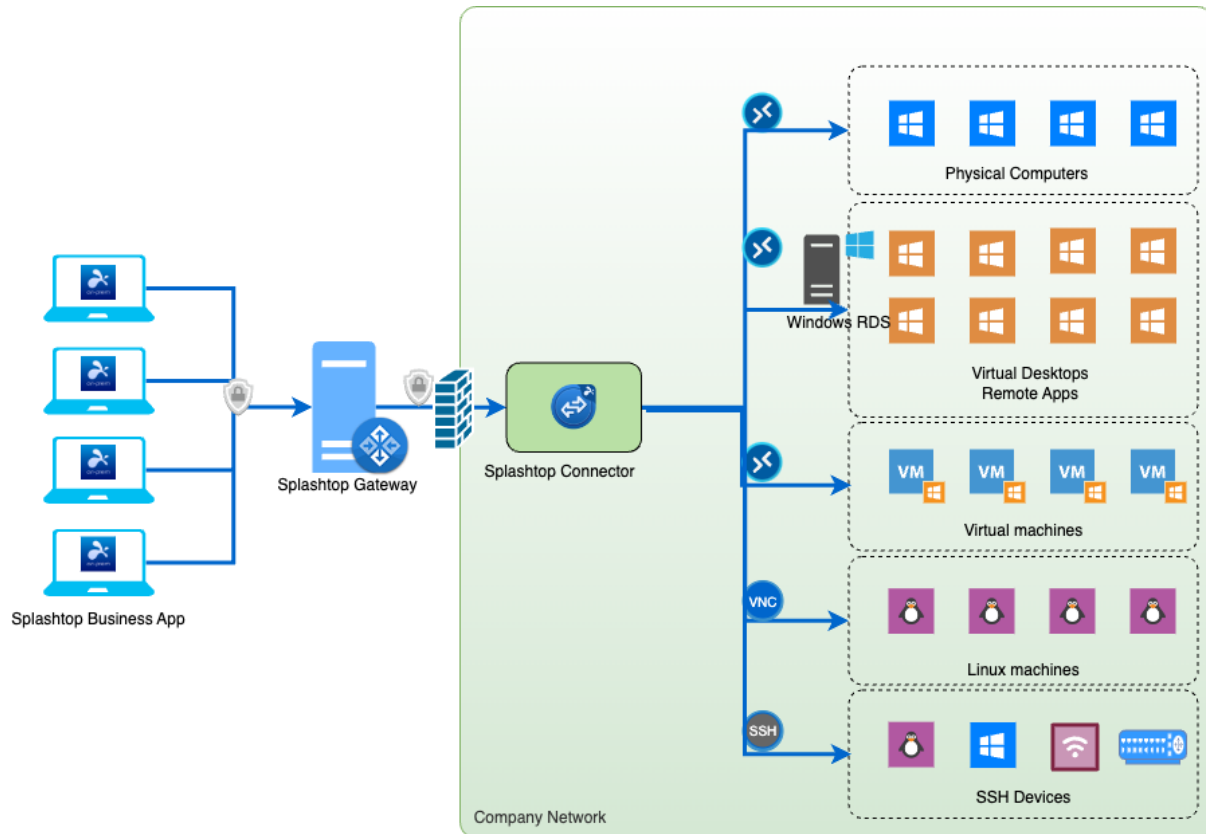 Physical Computers
Windows RDS
Virtual Desktops
Remote Apps
Splashtop Gateway
Splashtop Connector
VM
VM
VM
VM
Virtual machines
Splashtop Business App
VNC
Linux machines
SSH
SSH Devices
Company Network